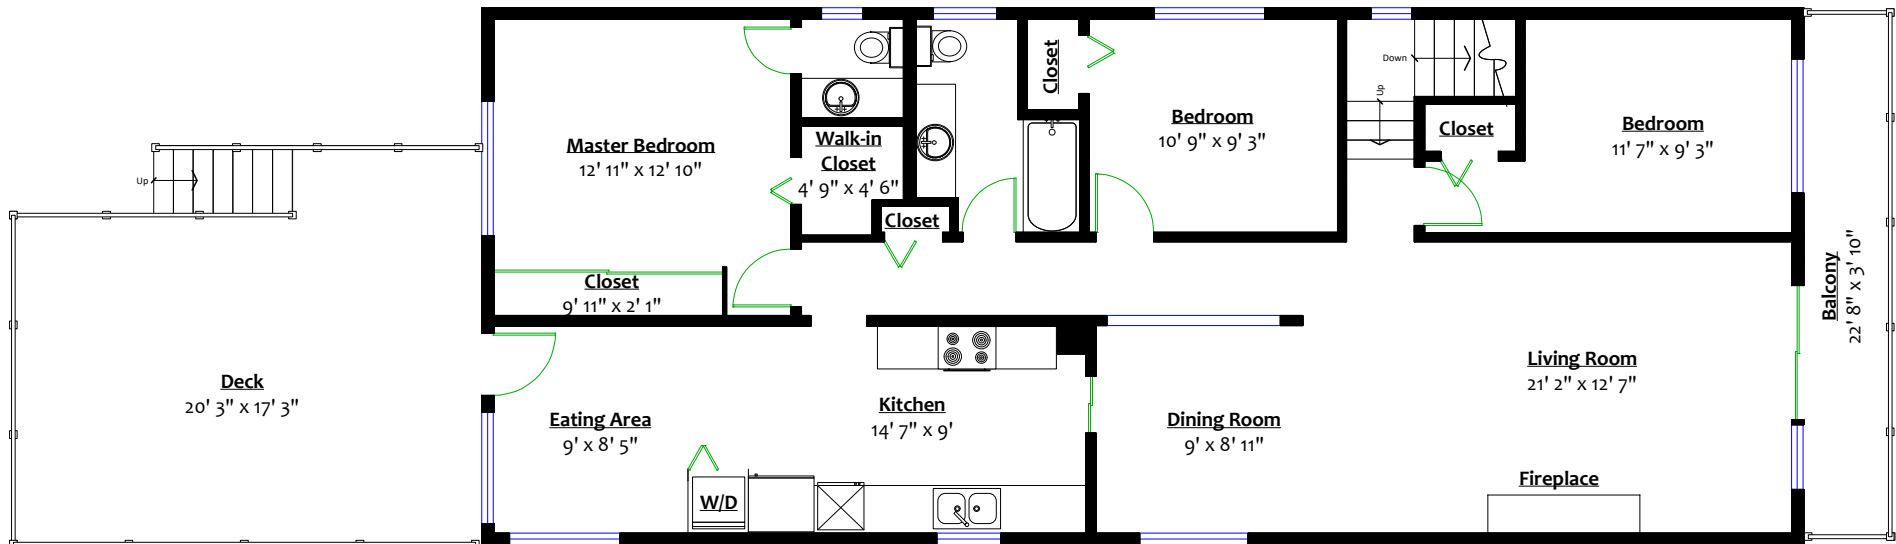 Master Bedroom
12' 11" x 12' 10"
Walk-in
Closet
4' 9" x 4' 6"
Closet
Closet
Bedroom
10' 9" x 9' 3"
Down
Up
Closet
Bedroom
11' 7" x 9' 3"
Up
Closet
9' 11" x 2' 1"
Balcony
22' 8" x 3' 10"
Deck
20' 3" x 17' 3"
Eating Area
9' x 8' 5"
Kitchen
14' 7" x 9'
Dining Room
9' x 8' 11"
Living Room
21' 2" x 12' 7"
W/D
Fireplace